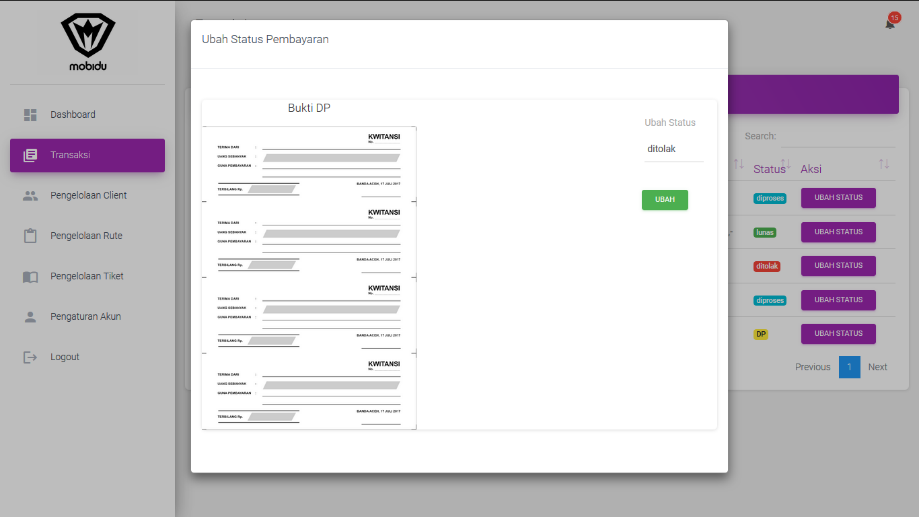 mobidu
Dashboard
Transaksi
Pengelolaan Client
Pengelolaan Rute
Pengelolaan Tiket
Pengaturan Akun
Logout
15
Ubah Status Pembayaran
Bukti DP
KWITANSI
No.
TERIMA DARI :
UANG SEBANYAK :
GUNA PEMBAYARAN :
BANDA ACEH, 17 JULI 2017
TERBILANG Rp.
KWITANSI
No.
TERIMA DARI :
UANG SEBANYAK :
GUNA PEMBAYARAN :
BANDA ACEH, 17 JULI 2017
TERBILANG Rp.
KWITANSI
No.
TERIMA DARI :
UANG SEBANYAK :
GUNA PEMBAYARAN :
BANDA ACEH, 17 JULI 2017
TERBILANG Rp.
KWITANSI
No.
TERIMA DARI :
UANG SEBANYAK :
GUNA PEMBAYARAN :
BANDA ACEH, 17 JULI 2017
TERBILANG Rp.
Ubah Status
ditolak
UBAH
Search:
Status Aksi
diproses UBAH STATUS
lunas UBAH STATUS
ditolak UBAH STATUS
diproses UBAH STATUS
DP UBAH STATUS
Previous 1 Next